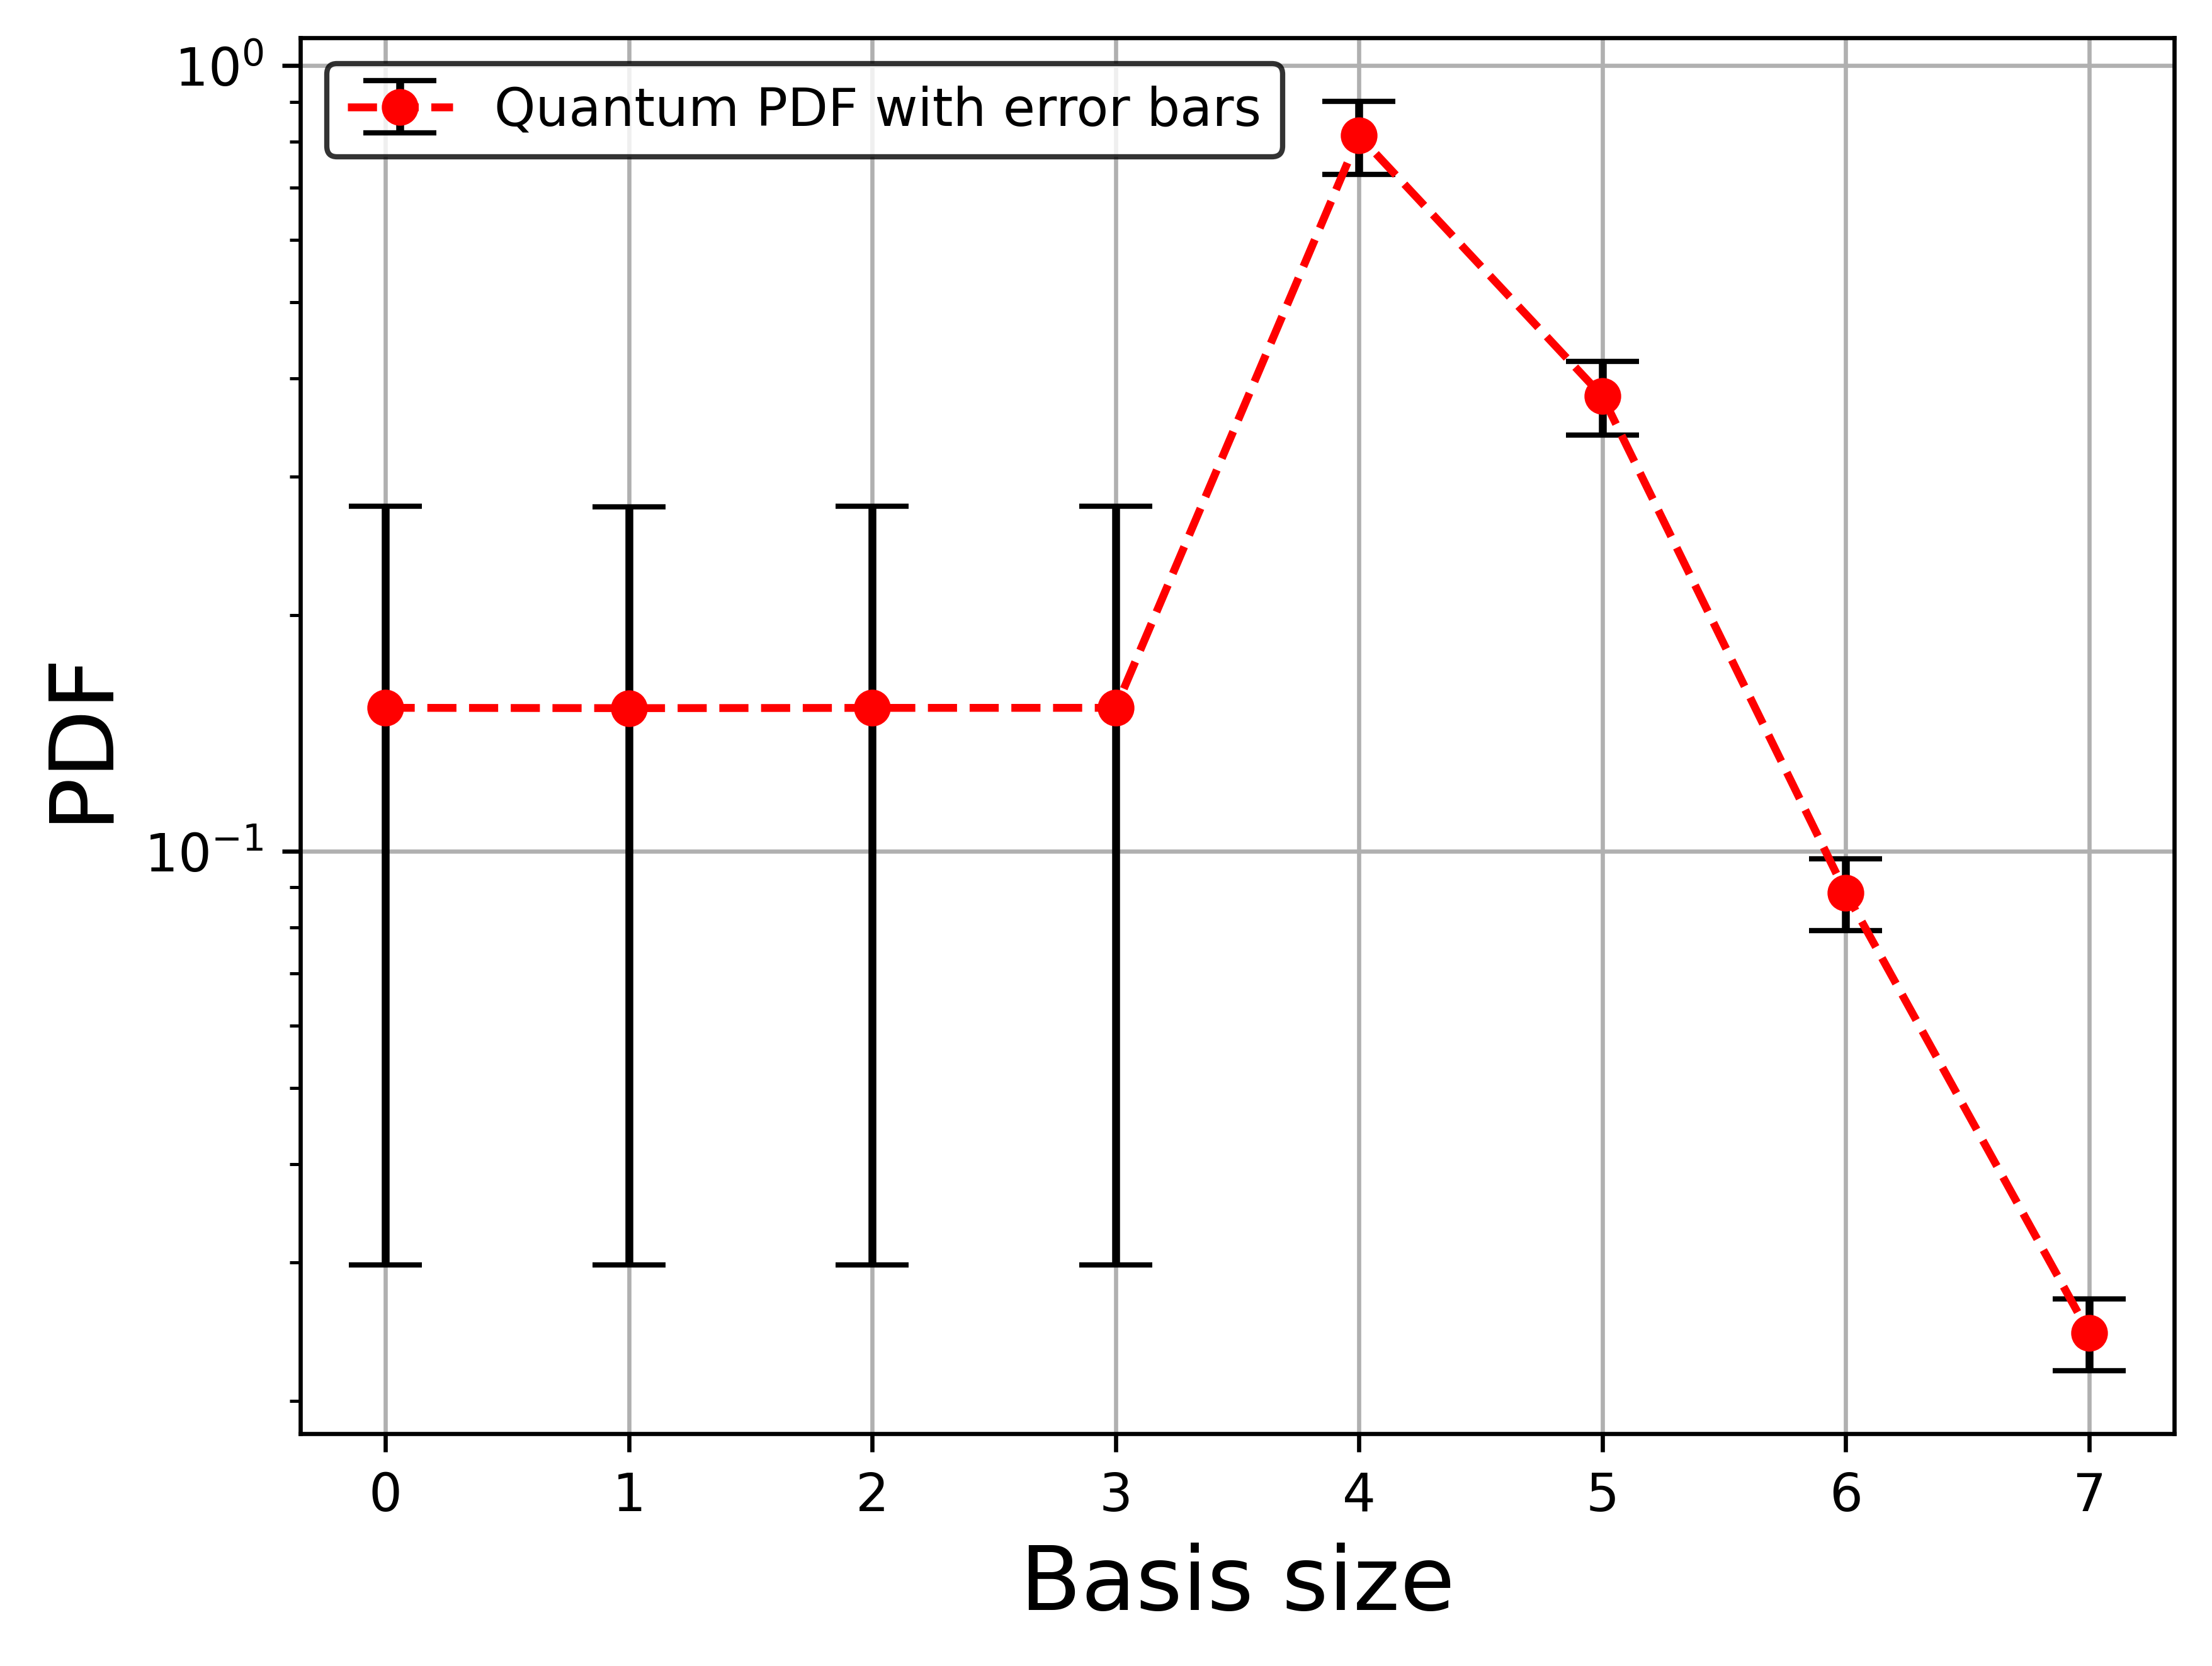 10⁰
Quantum PDF with error bars
PDF
10⁻¹
0 1 2 3 4 5 6 7
Basis size